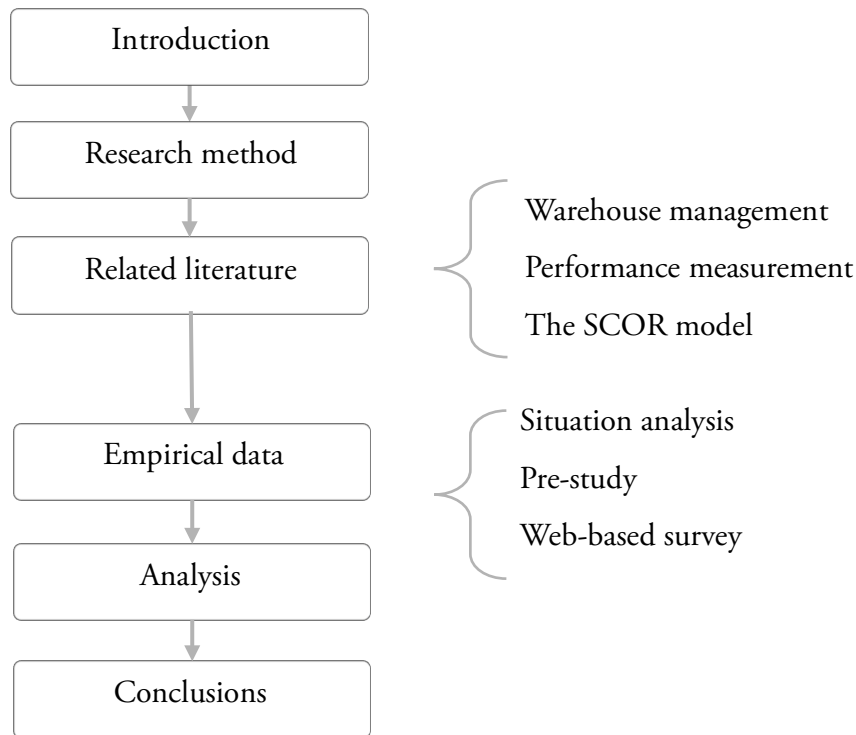 Introduction
Research method
Related literature
Warehouse management
Performance measurement
The SCOR model
Empirical data
Situation analysis
Pre-study
Web-based survey
Analysis
Conclusions